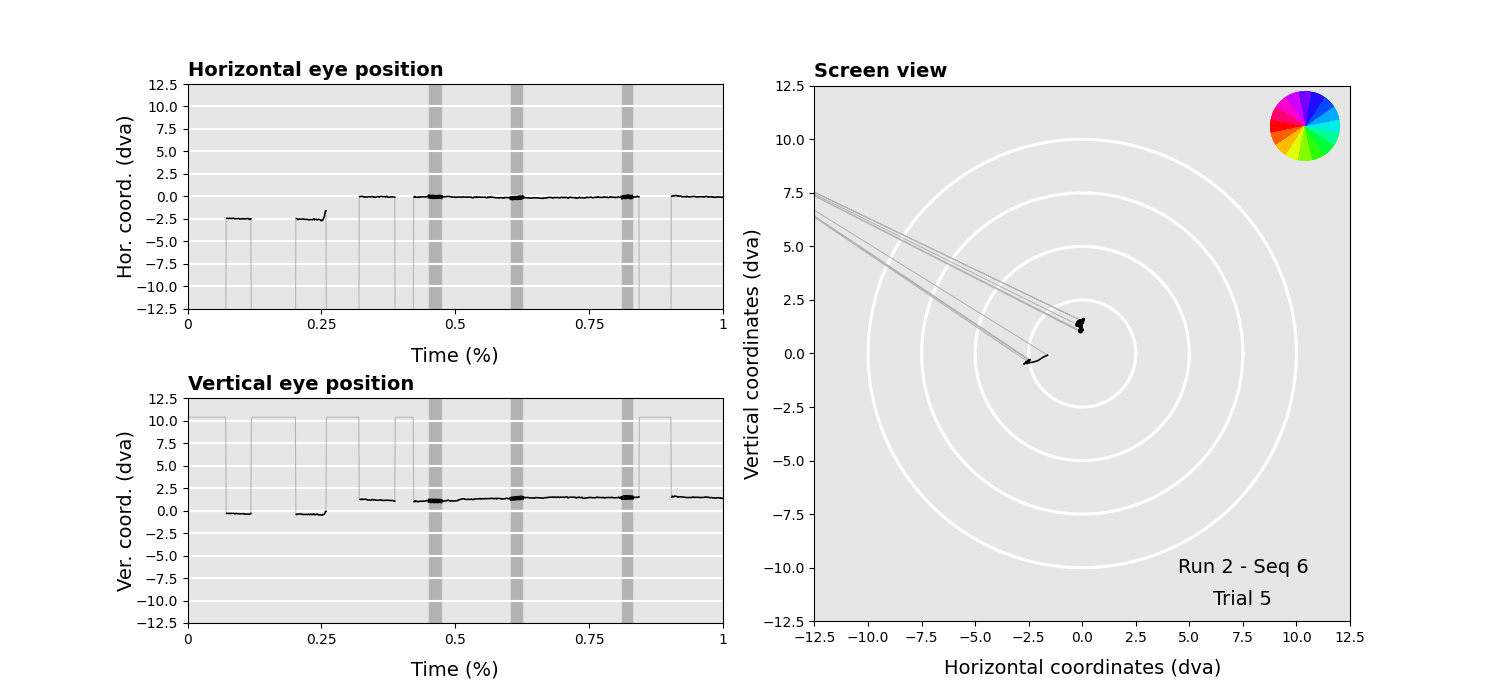 Horizontal eye position
Hor. coord. (dva)
12.5
10.0
7.5
5.0
2.5
0.0
−2.5
−5.0
−7.5
−10.0
−12.5
0 0.25 0.5 0.75 1
Time (%)
Vertical eye position
Ver. coord. (dva)
12.5
10.0
7.5
5.0
2.5
0.0
−2.5
−5.0
−7.5
−10.0
−12.5
0 0.25 0.5 0.75 1
Time (%)
Screen view
Vertical coordinates (dva)
12.5
10.0
7.5
5.0
2.5
0.0
−2.5
−5.0
−7.5
−10.0
−12.5
Run 2 - Seq 6
Trial 5
−12.5 −10.0 −7.5 −5.0 −2.5 0.0 2.5 5.0 7.5 10.0 12.5
Horizontal coordinates (dva)